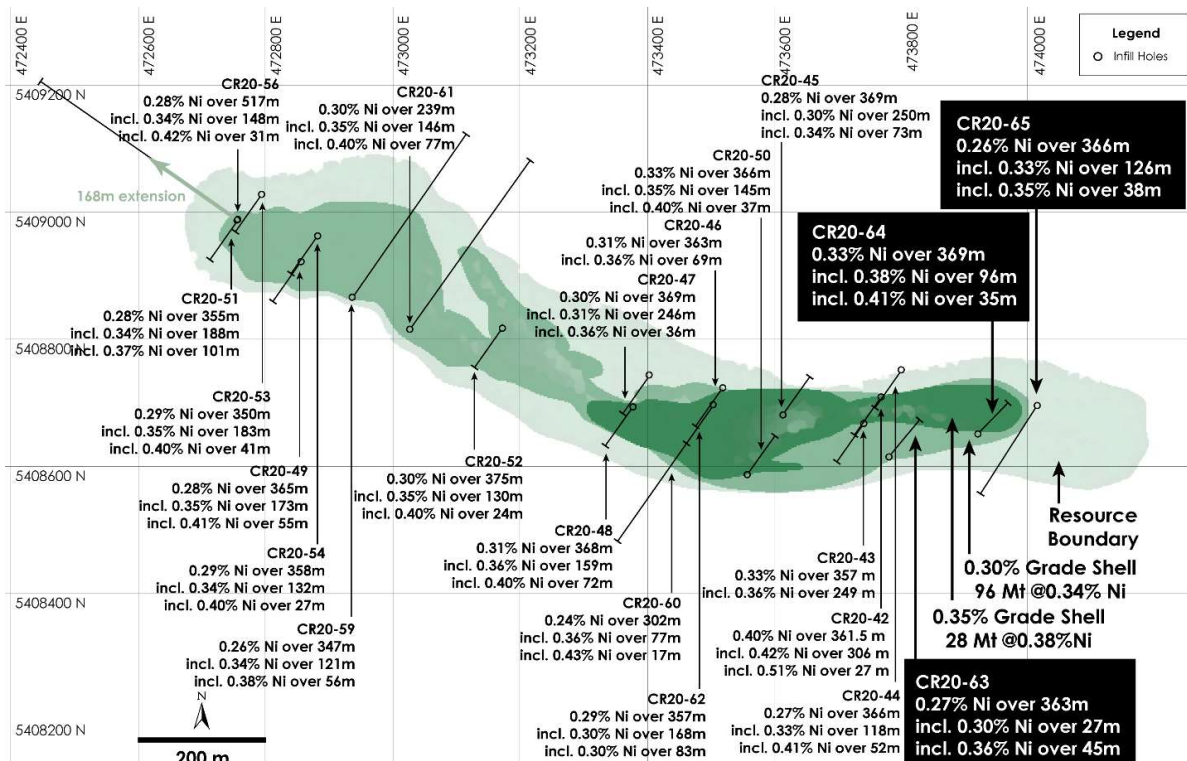 472400 E
472600 E
472800 E
473000 E
473200 E
473400 E
473600 E
473800 E
474000 E
Legend
Infill Holes
5409200 N
5409000 N
5408800 N
5408600 N
5408400 N
5408200 N
CR20-56
0.28% Ni over 517m
incl. 0.34% Ni over 148m
incl. 0.42% Ni over 31m
CR20-61
0.30% Ni over 239m
incl. 0.35% Ni over 146m
incl. 0.40% Ni over 77m
CR20-45
0.28% Ni over 369m
incl. 0.30% Ni over 250m
incl. 0.34% Ni over 73m
CR20-65
0.26% Ni over 366m
incl. 0.33% Ni over 126m
incl. 0.35% Ni over 38m
CR20-50
0.33% Ni over 366m
incl. 0.35% Ni over 145m
incl. 0.40% Ni over 37m
168m extension
CR20-46
0.31% Ni over 363m
incl. 0.36% Ni over 69m
CR20-64
0.33% Ni over 369m
incl. 0.38% Ni over 96m
incl. 0.41% Ni over 35m
CR20-47
0.30% Ni over 369m
incl. 0.31% Ni over 246m
incl. 0.36% Ni over 36m
CR20-51
0.28% Ni over 355m
incl. 0.34% Ni over 188m
incl. 0.37% Ni over 101m
CR20-53
0.29% Ni over 350m
incl. 0.35% Ni over 183m
incl. 0.40% Ni over 41m
CR20-49
0.28% Ni over 365m
incl. 0.35% Ni over 173m
incl. 0.41% Ni over 55m
CR20-52
0.30% Ni over 375m
incl. 0.35% Ni over 130m
incl. 0.40% Ni over 24m
CR20-48
0.31% Ni over 368m
incl. 0.36% Ni over 159m
incl. 0.40% Ni over 72m
CR20-54
0.29% Ni over 358m
incl. 0.34% Ni over 132m
incl. 0.40% Ni over 27m
CR20-43
0.33% Ni over 357 m
incl. 0.36% Ni over 249 m
Resource
Boundary
0.30% Grade Shell
96 Mt @0.34% Ni
0.35% Grade Shell
28 Mt @0.38%Ni
CR20-60
0.24% Ni over 302m
incl. 0.36% Ni over 77m
incl. 0.43% Ni over 17m
CR20-42
0.40% Ni over 361.5 m
incl. 0.42% Ni over 306 m
incl. 0.51% Ni over 27 m
CR20-59
0.26% Ni over 347m
incl. 0.34% Ni over 121m
incl. 0.38% Ni over 56m
CR20-63
0.27% Ni over 363m
incl. 0.30% Ni over 27m
incl. 0.36% Ni over 45m
CR20-62
0.29% Ni over 357m
incl. 0.30% Ni over 168m
incl. 0.30% Ni over 83m
CR20-44
0.27% Ni over 366m
incl. 0.33% Ni over 118m
incl. 0.41% Ni over 52m
N
200 m